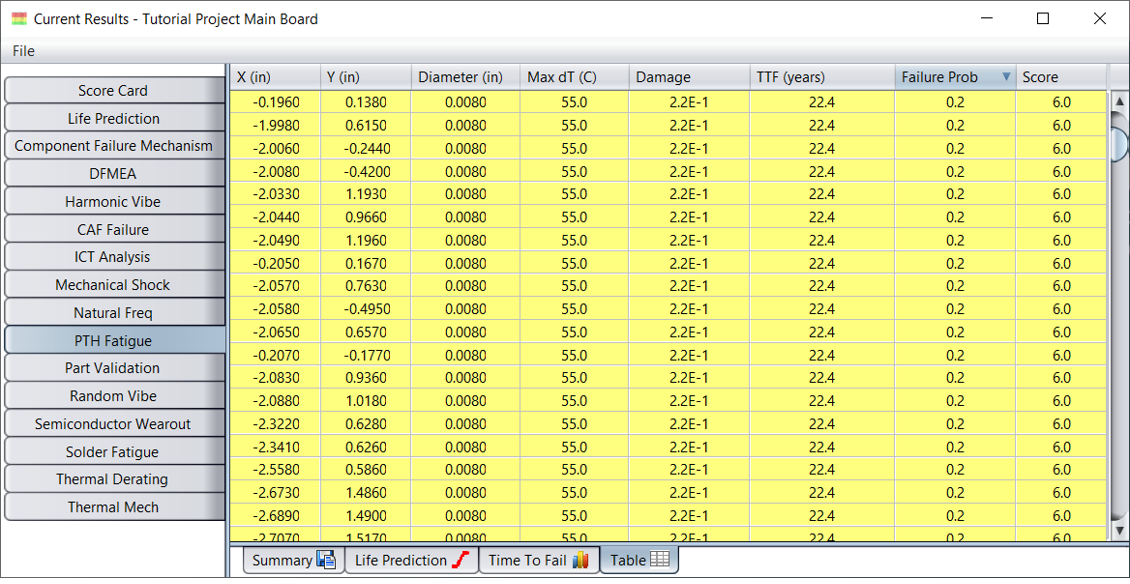 Current Results - Tutorial Project Main Board
File
Score Card
Life Prediction
Component Failure Mechanism
DFMEA
Harmonic Vibe
CAF Failure
ICT Analysis
Mechanical Shock
Natural Freq
PTH Fatigue
Part Validation
Random Vibe
Semiconductor Wearout
Solder Fatigue
Thermal Derating
Thermal Mech
X (in) Y (in) Diameter (in) Max dT (C) Damage TTF (years) Failure Prob Score
-0.1960 0.1380 0.0080 55.0 2.2E-1 22.4 0.2 6.0
-1.9980 0.6150 0.0080 55.0 2.2E-1 22.4 0.2 6.0
-2.0060 -0.2440 0.0080 55.0 2.2E-1 22.4 0.2 6.0
-2.0080 -0.4200 0.0080 55.0 2.2E-1 22.4 0.2 6.0
-2.0330 1.1930 0.0080 55.0 2.2E-1 22.4 0.2 6.0
-2.0440 0.9660 0.0080 55.0 2.2E-1 22.4 0.2 6.0
-2.0490 1.1960 0.0080 55.0 2.2E-1 22.4 0.2 6.0
-0.2050 0.1670 0.0080 55.0 2.2E-1 22.4 0.2 6.0
-2.0570 0.7630 0.0080 55.0 2.2E-1 22.4 0.2 6.0
-2.0580 -0.4950 0.0080 55.0 2.2E-1 22.4 0.2 6.0
-2.0650 0.6570 0.0080 55.0 2.2E-1 22.4 0.2 6.0
-0.2070 -0.1770 0.0080 55.0 2.2E-1 22.4 0.2 6.0
-2.0830 0.9360 0.0080 55.0 2.2E-1 22.4 0.2 6.0
-2.0880 1.0180 0.0080 55.0 2.2E-1 22.4 0.2 6.0
-2.3220 0.6280 0.0080 55.0 2.2E-1 22.4 0.2 6.0
-2.3410 0.6260 0.0080 55.0 2.2E-1 22.4 0.2 6.0
-2.5580 0.5860 0.0080 55.0 2.2E-1 22.4 0.2 6.0
-2.6730 1.4860 0.0080 55.0 2.2E-1 22.4 0.2 6.0
-2.6890 1.4900 0.0080 55.0 2.2E-1 22.4 0.2 6.0
-2.7070 1.5170 0.0080 55.0 2.2E-1 22.4 0.2 6.0
Summary Life Prediction Time To Fail Table